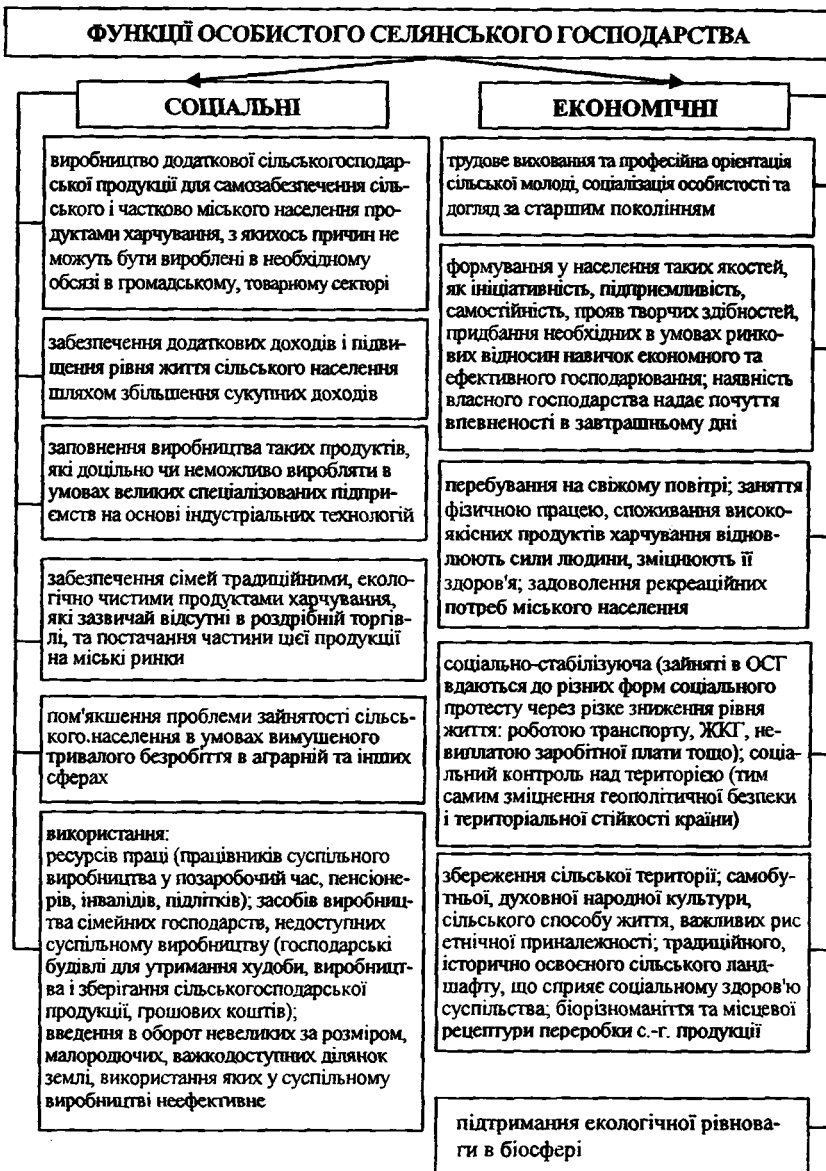 ФУНКЦІЇ ОСОБИСТОГО СЕЛЯНСЬКОГО ГОСПОДАРСТВА
СОЦІАЛЬНІ
виробництво додаткової сільськогосподар-
ської продукції для самозабезпечення сіль-
ського і частково міського населення про-
дуктами харчування, з якихось причин не
можуть бути вироблені в необхідному
обсязі в громадському, товарному секторі
забезпечення додаткових доходів і підви-
щення рівня життя сільського населення
шляхом збільшення сукупних доходів
заповнення виробництва таких продуктів,
які доцільно чи неможливо виробляти в
умовах великих спеціалізованих підпри-
ємств на основі індустріальних технологій
забезпечення сімей традиційними, еколо-
гічно чистими продуктами харчування,
які зазвичай відсутні в роздрібній торгів-
лі, та постачання частини цієї продукції
на міські ринки
пом'якшення проблеми зайнятості сільсь-
кого.населення в умовах вимушеного
тривалого безробіття в аграрній та інших
сферах
використання:
ресурсів праці (працівників суспільного
виробництва у позаробочий час, пенсіоне-
рів, інвалідів, підлітків); засобів виробниц-
тва сімейних господарств, недоступних
суспільному виробництву (господарські
будівлі для утримання худоби, виробницт-
ва і зберігання сільськогосподарської
продукції, грошових коштів);
введення в оборот невеликих за розміром,
малородючих, важкодоступних ділянок
землі, використання яких у суспільному
виробництві неефективне
ЕКОНОМІЧНІ
трудове виховання та професійна орієнтація
сільської молоді, соціалізація особистості та
догляд за старшим поколінням
формування у населення таких якостей,
як ініціативність, підприємливість,
самостійність, прояв творчих здібностей,
придбання необхідних в умовах ринко-
вих відносин навичок економного та
ефективного господарювання; наявність
власного господарства надає почуття
впевненості в завтрашньому дні
перебування на свіжому повітрі; заняття
фізичною працею, споживання високо-
якісних продуктів харчування віднов-
люють сили людини, зміцнюють її
здоров'я; задоволення рекреаційних
потреб міського населення
соціально-стабілізуюча (зайняті в ОСГ
вдаються до різних форм соціального
протесту через різке зниження рівня
життя: роботою транспорту, ЖКГ, не-
виплатою заробітної плати тощо); соціа-
льний контроль над територією (тим
самим зміцнення геополітичної безпеки
і територіальної стійкості країни)
збереження сільської території; самобу-
тньої, духовної народної культури,
сільського способу життя, важливих рис
етнічної приналежності; традиційного,
історично освоєного сільського ланд-
шафту, що сприяє соціальному здоров'ю
суспільства; біорізноманіття та місцевої
рецептури переробки с.-г. продукції
підтримання екологічної рівнова-
ги в біосфері